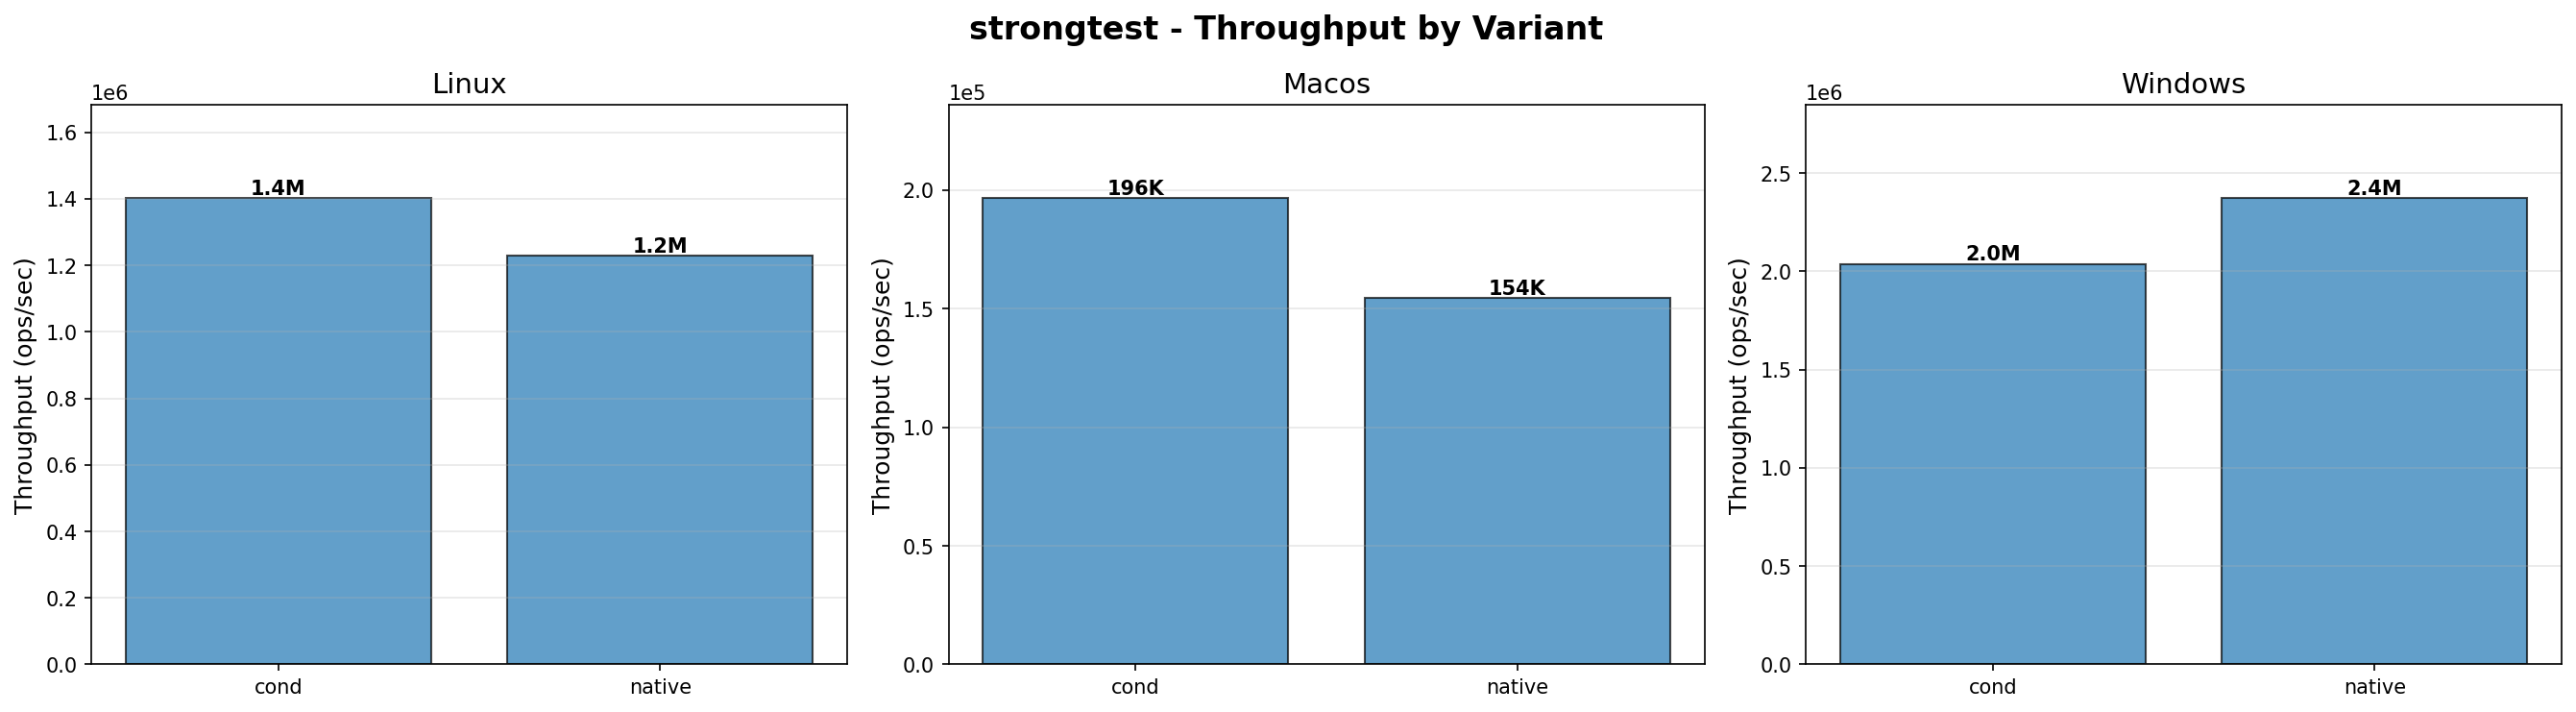 strongtest - Throughput by Variant
Linux
1e6
Throughput (ops/sec)
1.6
1.4
1.2
1.0
0.8
0.6
0.4
0.2
0.0
1.4M
1.2M
cond
native
Macos
1e5
Throughput (ops/sec)
2.0
1.5
1.0
0.5
0.0
196K
154K
cond
native
Windows
1e6
Throughput (ops/sec)
2.5
2.0
1.5
1.0
0.5
0.0
2.0M
2.4M
cond
native